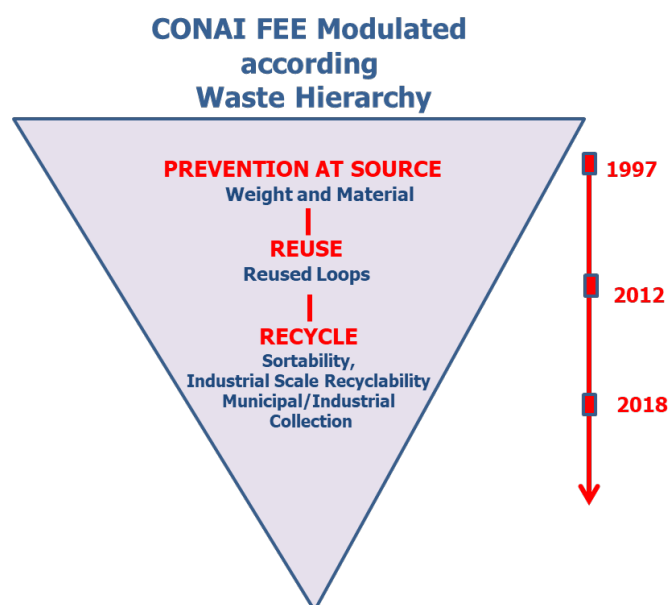 CONAI FEE Modulated
according
Waste Hierarchy
PREVENTION AT SOURCE
Weight and Material
1997
REUSE
Reused Loops
2012
RECYCLE
Sortability,
Industrial Scale Recyclability
Municipal/Industrial
Collection
2018